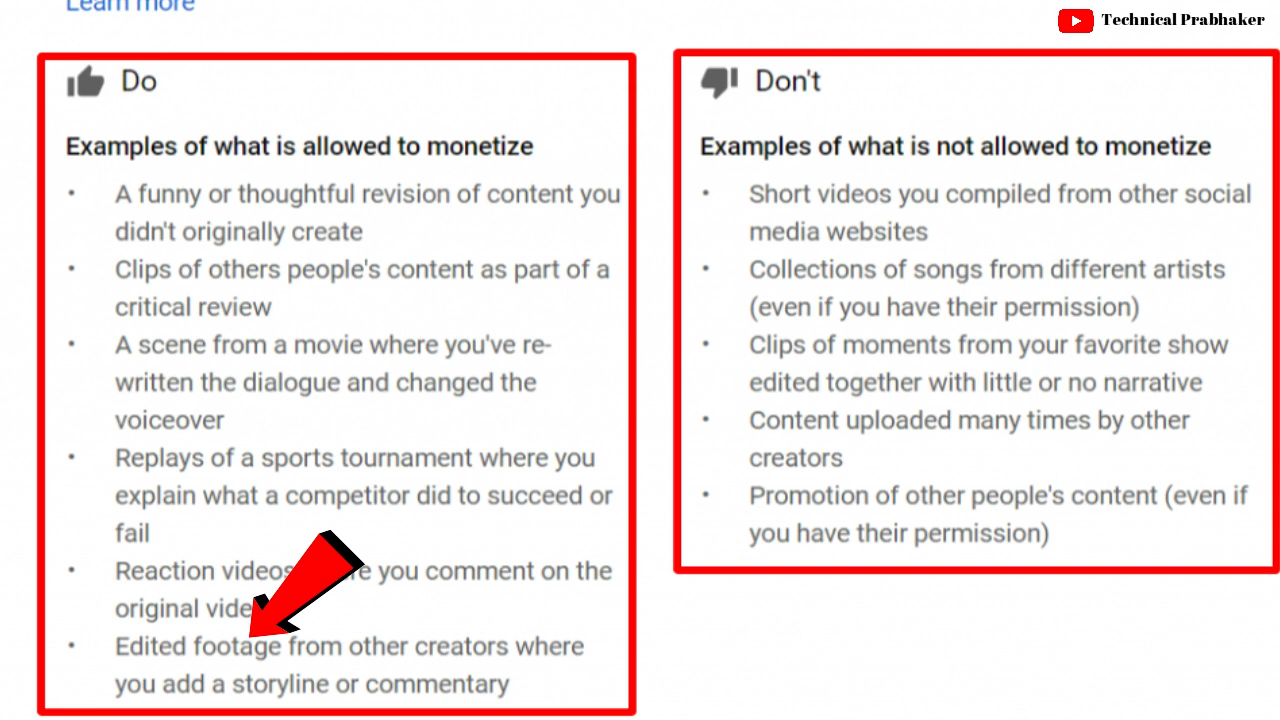 Learn more
Technical Prabhaker
Do
Examples of what is allowed to monetize
• A funny or thoughtful revision of content you
didn't originally create
• Clips of others people's content as part of a
critical review
• A scene from a movie where you've re-
written the dialogue and changed the
voiceover
• Replays of a sports tournament where you
explain what a competitor did to succeed or
fail
• Reaction videos you comment on the
original
• Edited footage from other creators where
you add a storyline or commentary
Don't
Examples of what is not allowed to monetize
• Short videos you compiled from other social
media websites
• Collections of songs from different artists
(even if you have their permission)
• Clips of moments from your favorite show
edited together with little or no narrative
• Content uploaded many times by other
creators
• Promotion of other people's content (even if
you have their permission)